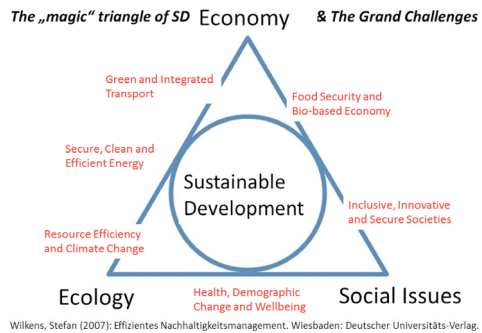 The „magic“ triangle of SD
Economy
& The Grand Challenges
Green and Integrated
Transport
Food Security and
Bio-based Economy
Secure, Clean and
Efficient Energy
Sustainable
Development
Inclusive, Innovative
and Secure Societies
Resource Efficiency
and Climate Change
Ecology
Health, Demographic
Change and Wellbeing
Social Issues
Wilkens, Stefan (2007): Effizientes Nachhaltigkeitsmanagement. Wiesbaden: Deutscher Universitäts-Verlag.